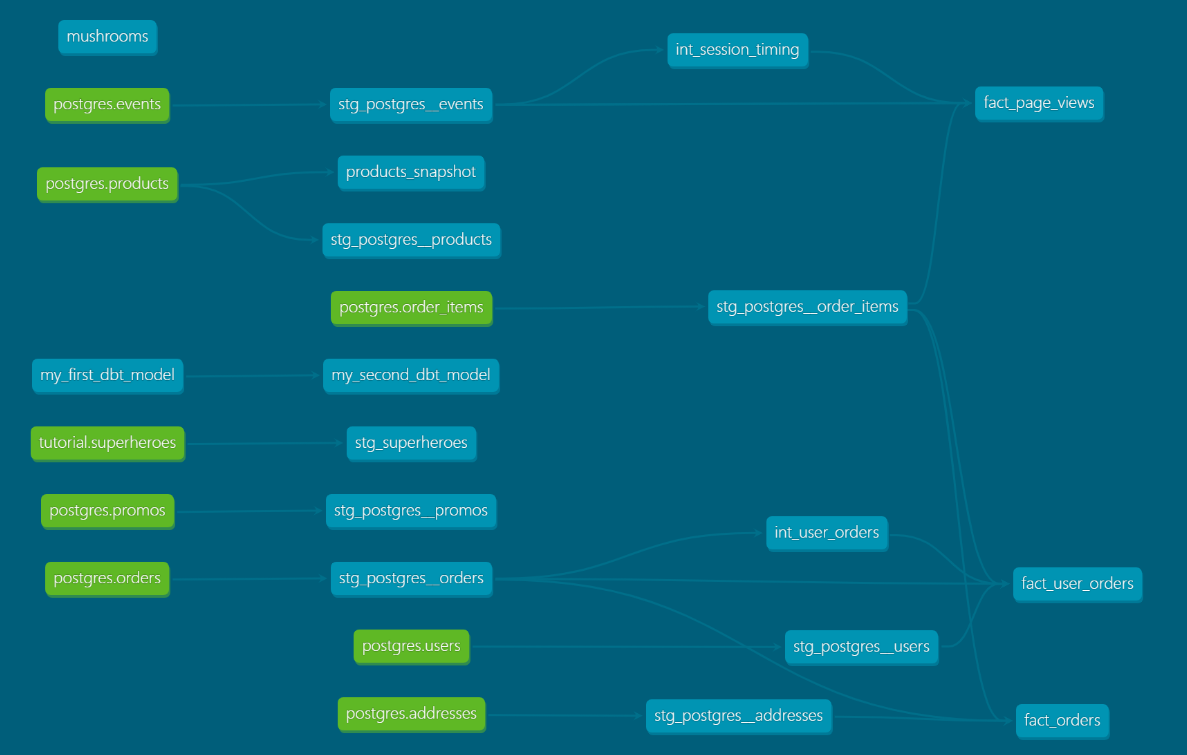 mushrooms
int_session_timing
postgres.events
stg_postgres__events
fact_page_views
postgres.products
products_snapshot
stg_postgres__products
postgres.order_items
stg_postgres__order_items
my_first_dbt_model
my_second_dbt_model
tutorial.superheroes
stg_superheroes
postgres.promos
stg_postgres__promos
int_user_orders
postgres.orders
stg_postgres__orders
fact_user_orders
postgres.users
stg_postgres__users
postgres.addresses
stg_postgres__addresses
fact_orders